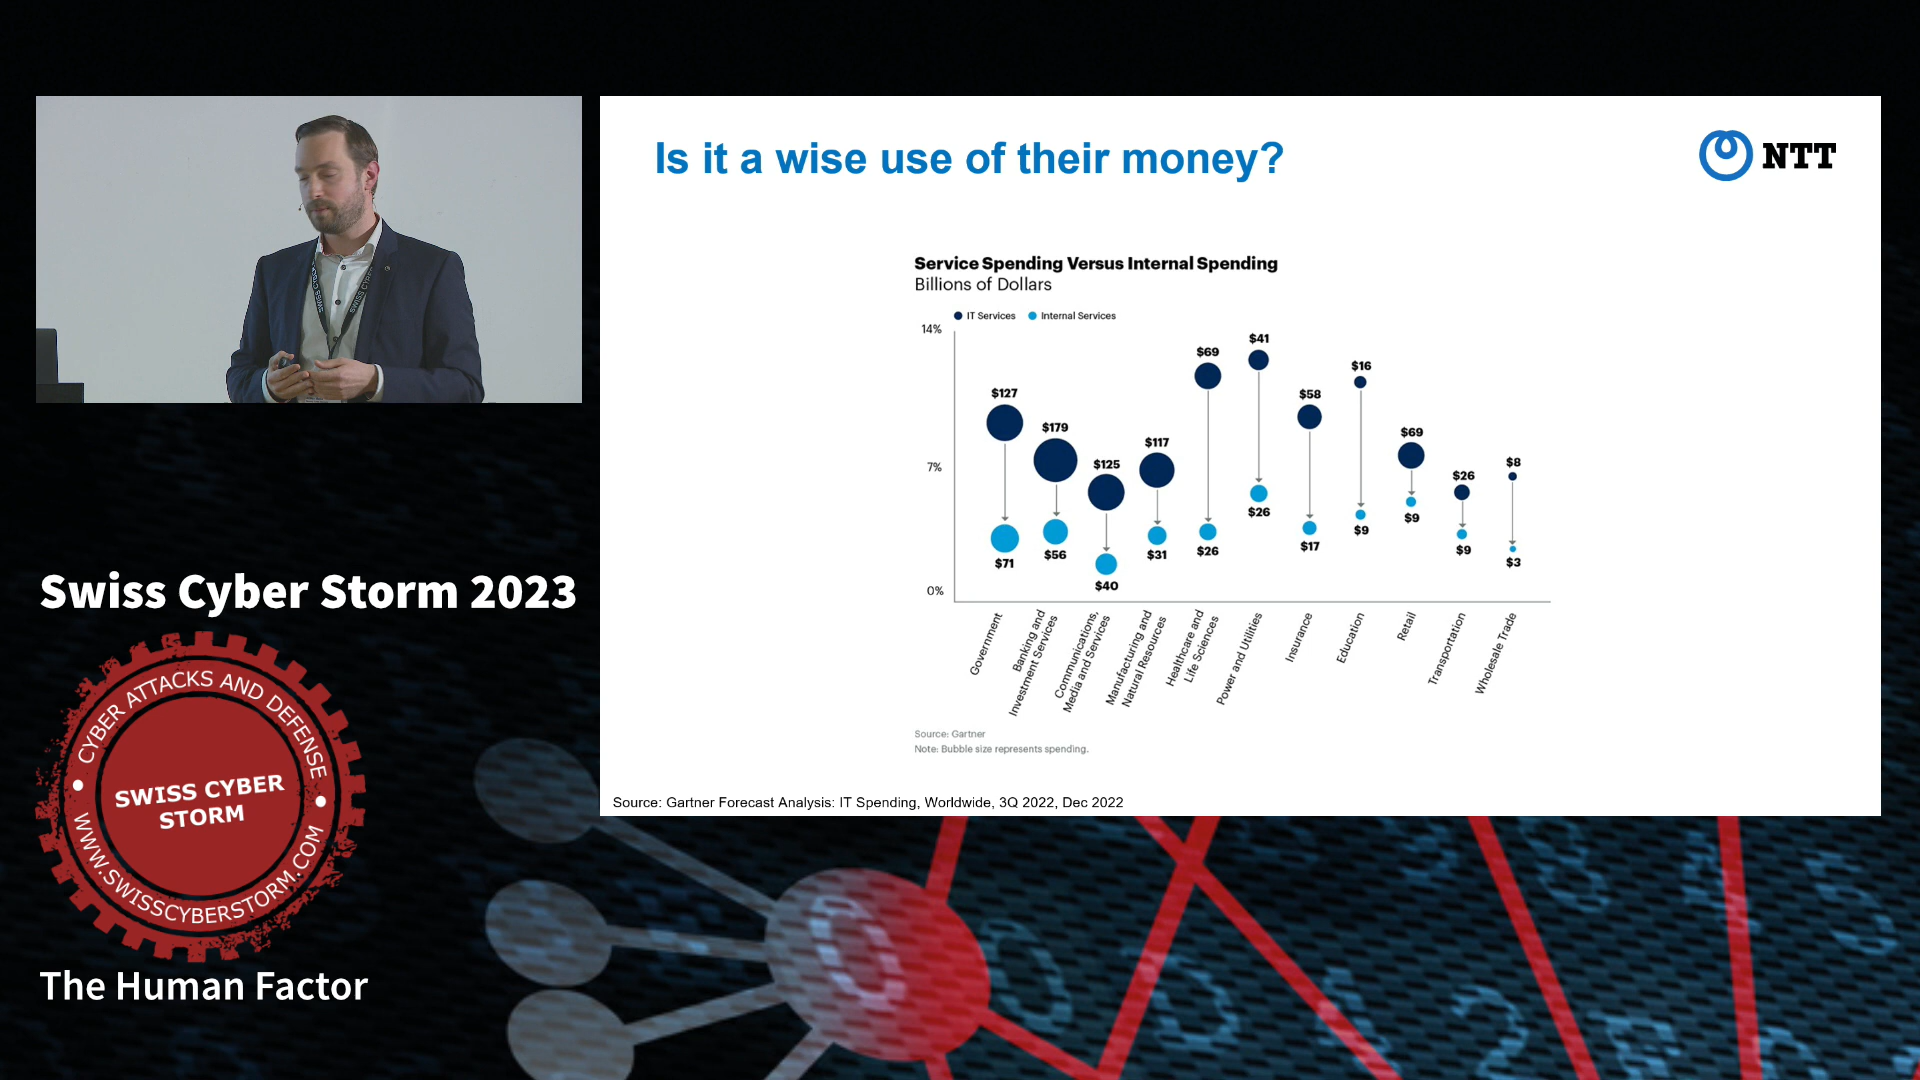 Is it a wise use of their money?
NTT
Service Spending Versus Internal Spending
Billions of Dollars
IT Services
Internal Services
14%
7%
0%
$127
$179
$125
$117
$69
$41
$58
$16
$69
$26
$8
$71
$56
$40
$31
$26
$26
$17
$9
$9
$9
$3
Government
Banking and
Investment Services
Communications,
Media and Services
Manufacturing and
Natural Resources
Healthcare and
Life Sciences
Power and Utilities
Insurance
Education
Retail
Transportation
Wholesale Trade
Source: Gartner
Note: Bubble size represents spending.
Source: Gartner Forecast Analysis: IT Spending, Worldwide, 3Q 2022, Dec 2022
Swiss Cyber Storm 2023
CYBER ATTACKS AND DEFENSE
SWISS CYBER
STORM
WWW.SWISSCYBERSTORM.COM
The Human Factor